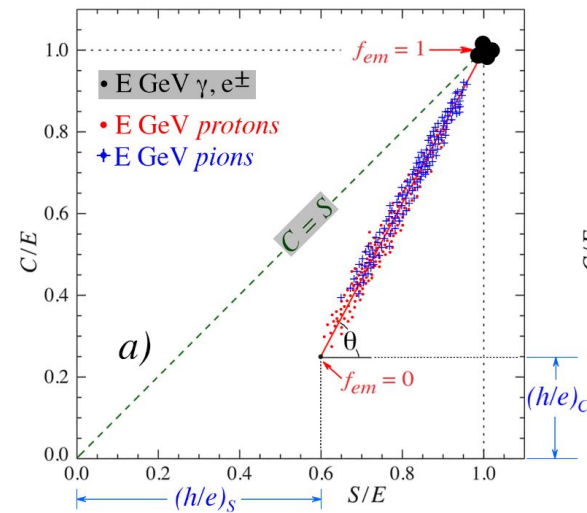 1.0
0.8
0.6
0.4
0.2
0.0
C/E
f_em = 1
• E GeV γ, e±
• E GeV protons
+ E GeV pions
C = S
a)
θ
f_em = 0
(h/e)_C
0.0 0.2 0.4 0.6 0.8 1.0
(h/e)_S
S/E